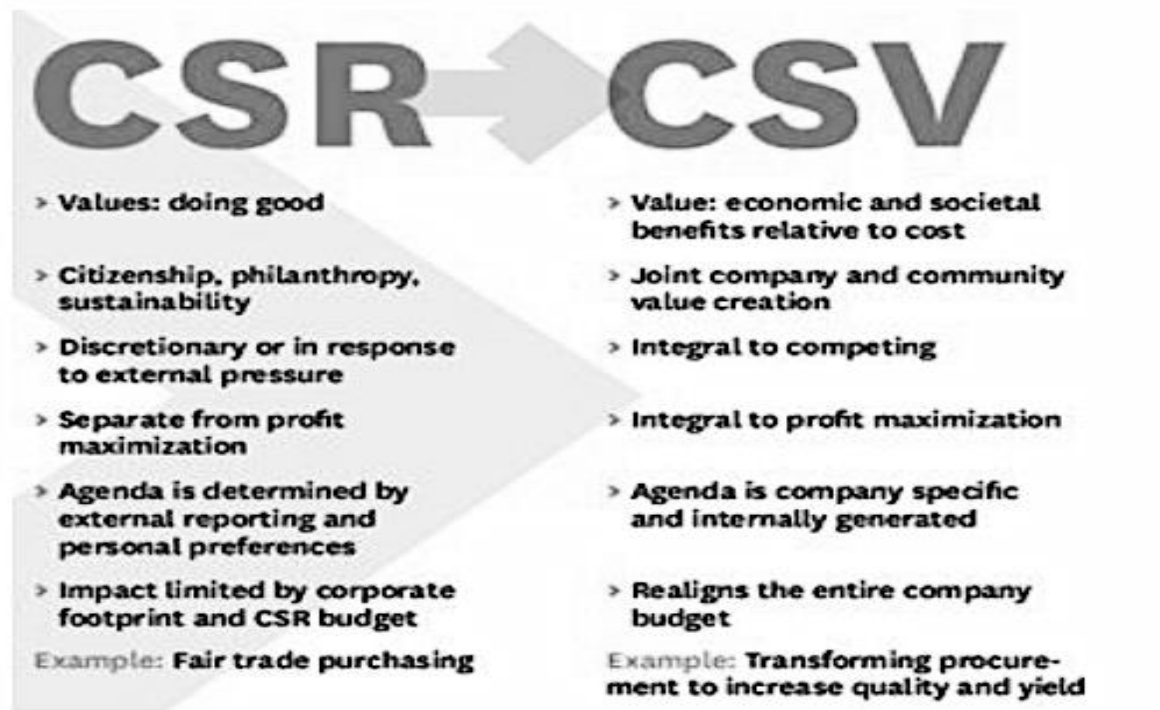 CSR CSV
> Values: doing good
> Value: economic and societal
benefits relative to cost
> Citizenship, philanthropy,
sustainability
> Joint company and community
value creation
> Discretionary or in response
to external pressure
> Integral to competing
> Separate from profit
maximization
> Integral to profit maximization
> Agenda is determined by
external reporting and
personal preferences
> Agenda is company specific
and internally generated
> Impact limited by corporate
footprint and CSR budget
> Realigns the entire company
budget
Example: Fair trade purchasing
Example: Transforming procure-
ment to increase quality and yield